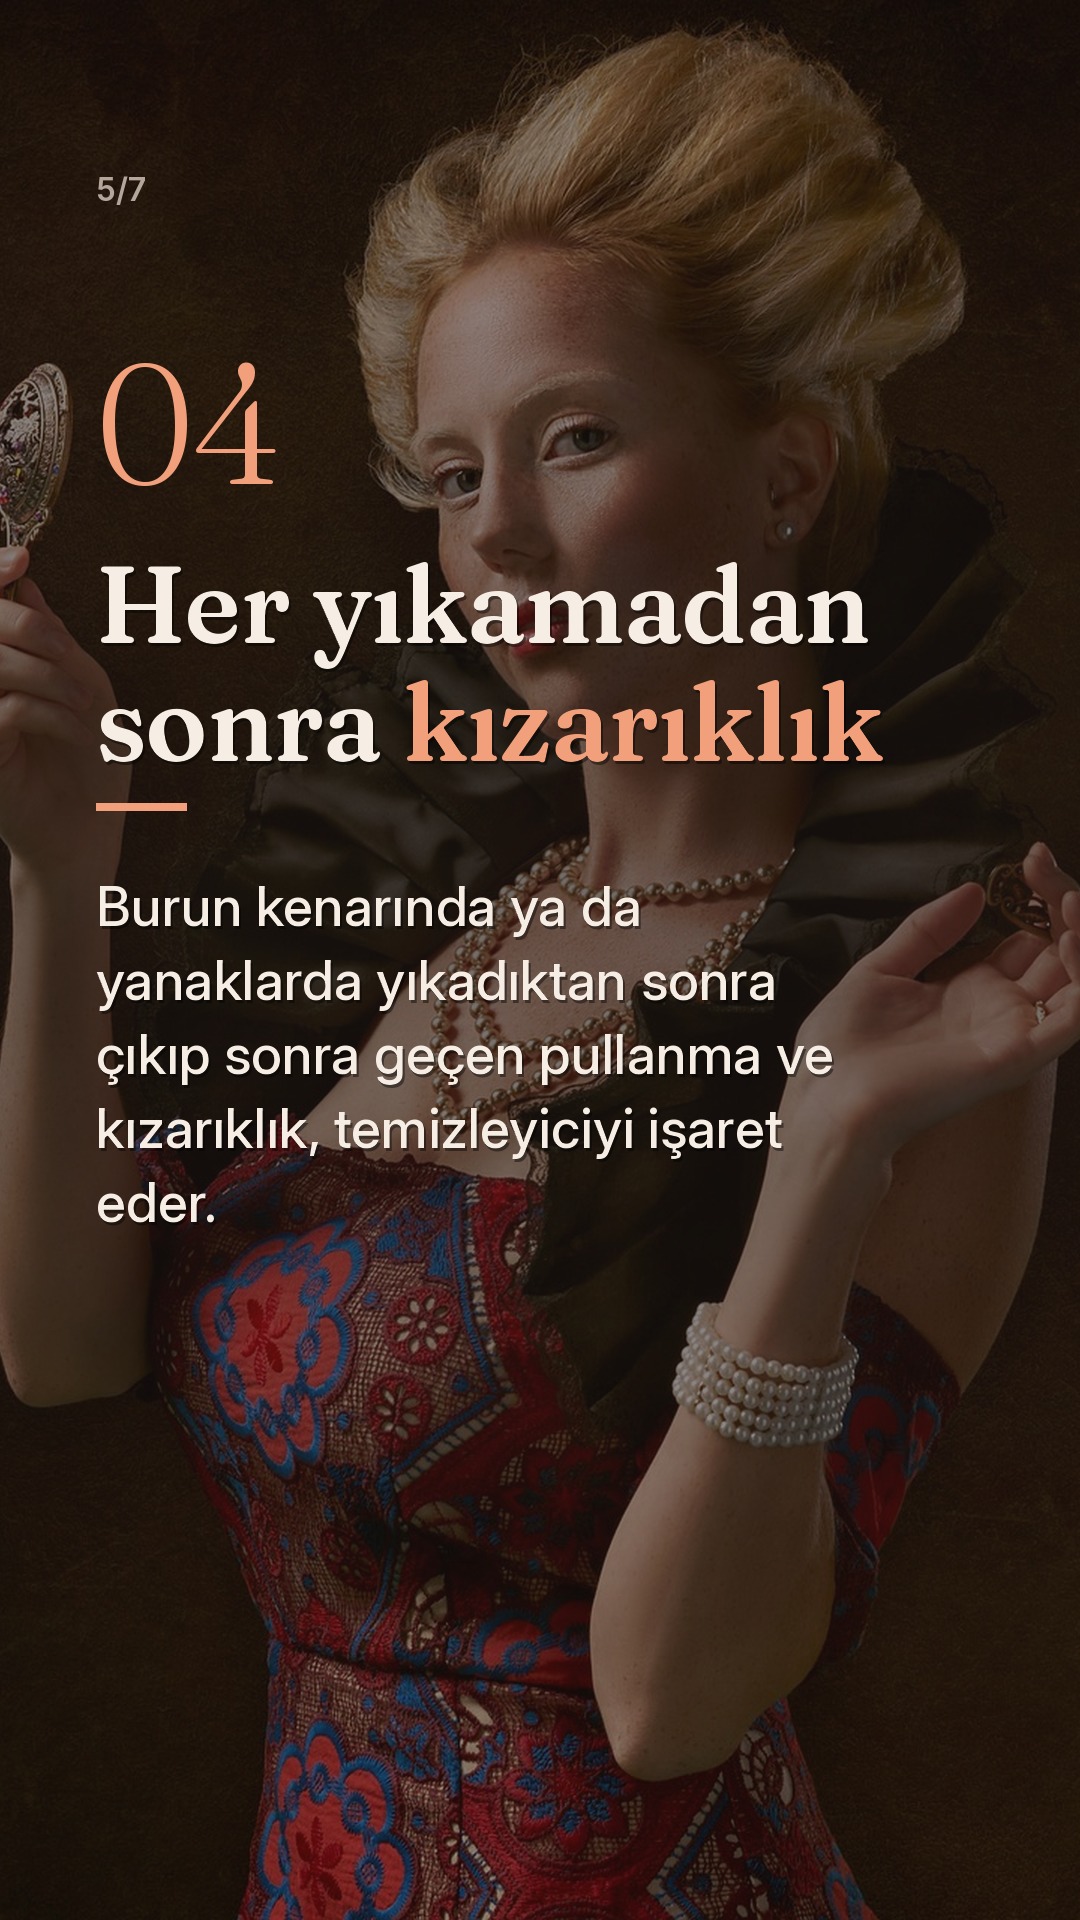 5/7
04
Her yıkamadan
sonra kızarıklık
Burun kenarında ya da
yanaklarda yıkadıktan sonra
çıkıp sonra geçen pullanma ve
kızarıklık, temizleyiciyi işaret
eder.